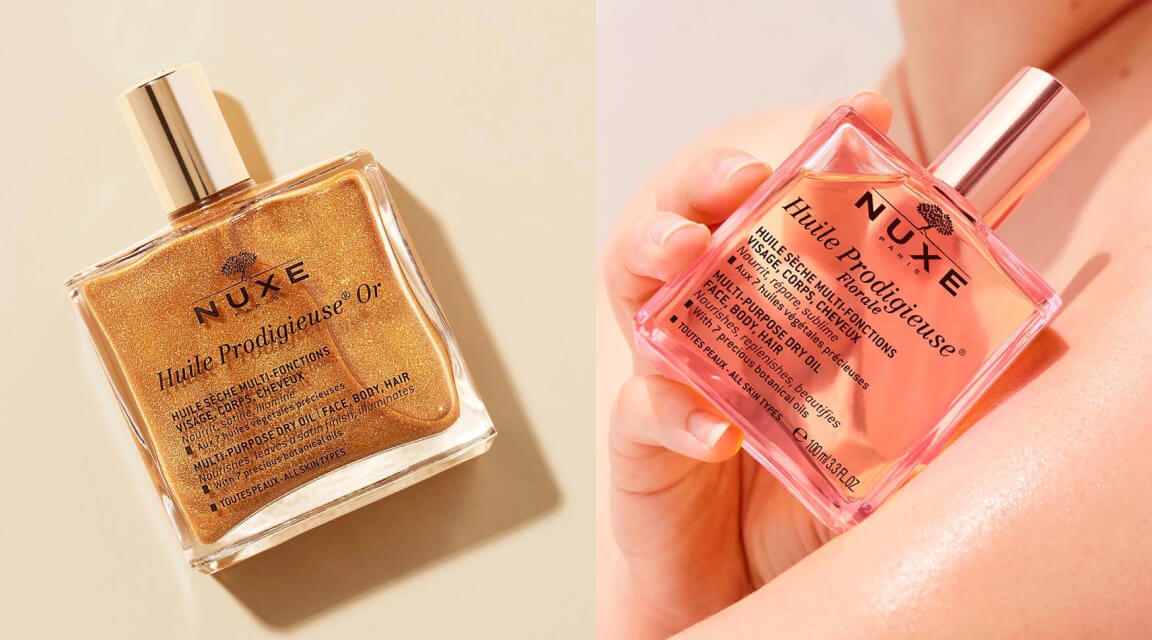 NUXE
PARIS
Huile Prodigieuse® Or
HUILE SÈCHE MULTI-FONCTIONS
VISAGE, CORPS, CHEVEUX
Nourrit, satine, illumine
■ Aux 7 huiles végétales précieuses
MULTI-PURPOSE DRY OIL: FACE, BODY, HAIR
Nourishes, leaves a satin finish, illuminates
■ With 7 precious botanical oils
■ TOUTES PEAUX - ALL SKIN TYPES
NUXE
PARIS
Huile Prodigieuse®
Florale
HUILE SÈCHE MULTI-FONCTIONS
VISAGE, CORPS, CHEVEUX
Nourrit, répare, sublime
■ Aux 7 huiles végétales précieuses
MULTI-PURPOSE DRY OIL
FACE, BODY, HAIR
Nourishes, replenishes, beautifies
■ With 7 precious botanical oils
■ TOUTES PEAUX - ALL SKIN TYPES
℮ 100 ml 3.3 FL.OZ